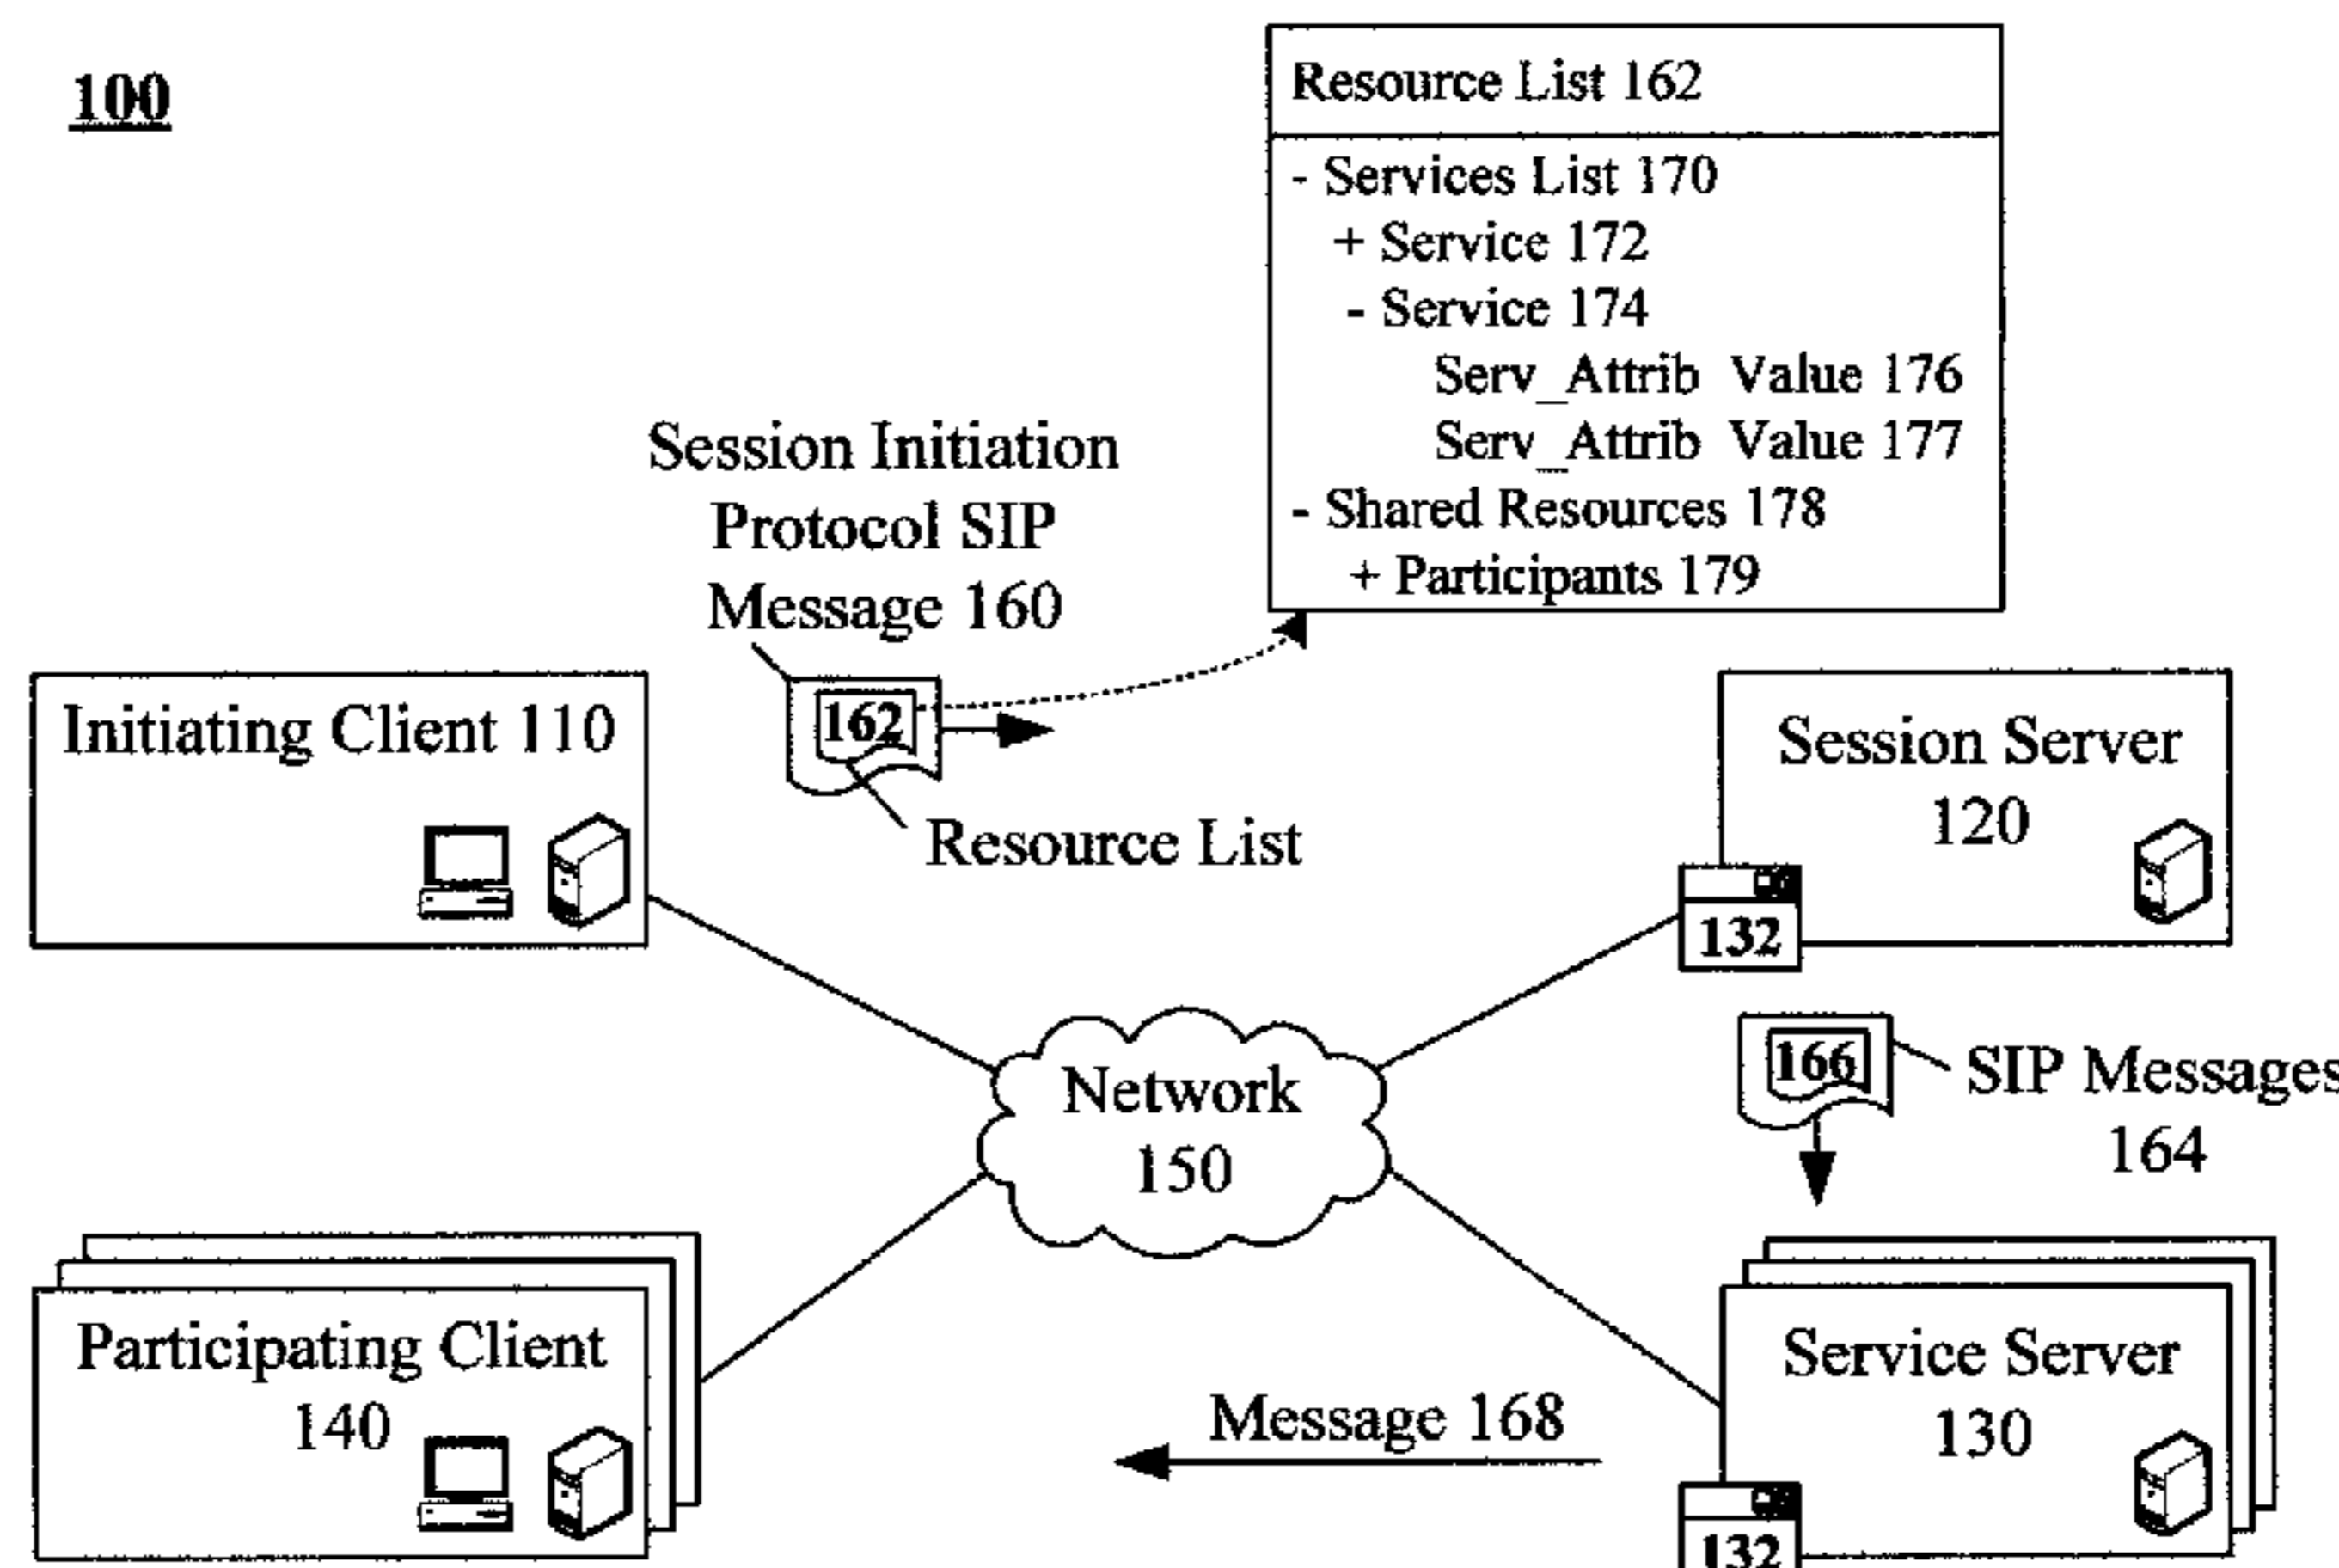 100
Resource List 162
- Services List 170
+ Service 172
- Service 174
Serv_Attrib Value 176
Serv_Attrib Value 177
- Shared Resources 178
+ Participants 179
Session Initiation
Protocol SIP
Message 160
162
Resource List
Initiating Client 110
Session Server
120
132
Network
150
166
SIP Messages
164
Participating Client
140
Message 168
Service Server
130
132